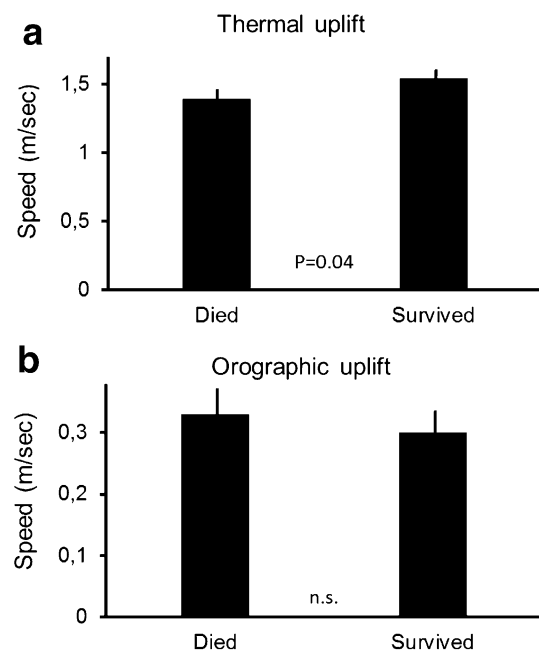 a
Thermal uplift
Speed (m/sec)
1,5
1
0,5
0
P=0.04
Died
Survived
b
Orographic uplift
Speed (m/sec)
0,3
0,2
0,1
0
n.s.
Died
Survived